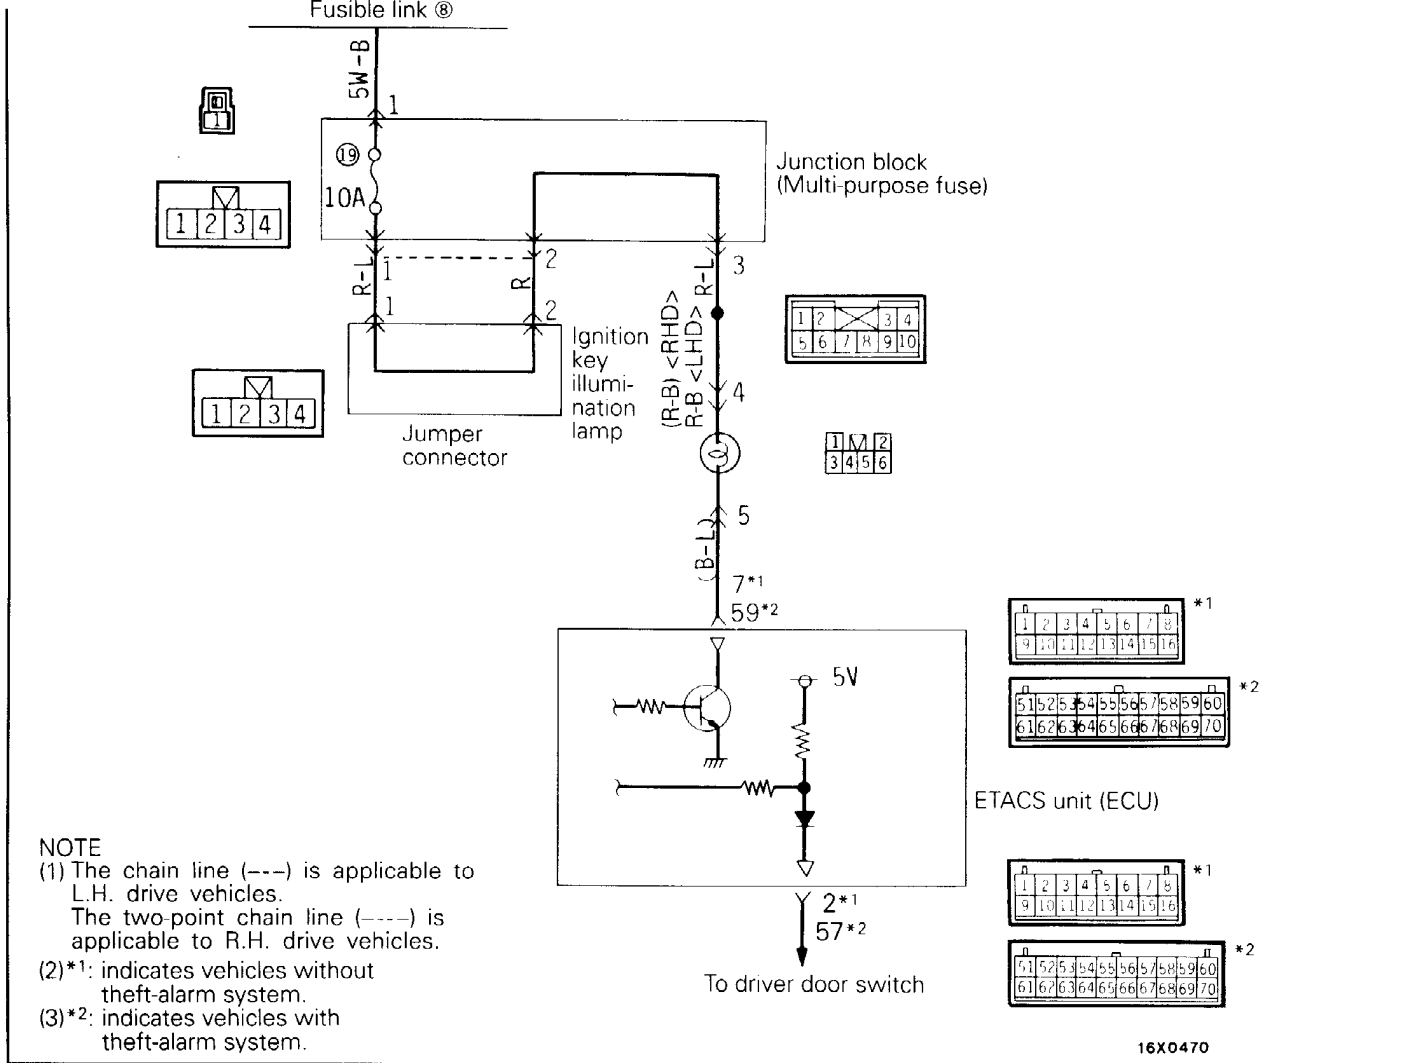 Fusible link ⑧
5W-B
1
1
⑲
10A
Junction block
(Multi-purpose fuse)
1 2 3 4
R-L
1
R
2
R-L
3
1
2
(R-B) <RHD>
R-B <LHD>
Ignition
key
illumi-
nation
lamp
4
1 2 3 4
5 6 7 8 9 10
1 2 3 4
Jumper
connector
1 2
3 4 5 6
5
(B-L)
7*1
59*2
*1
1 2 3 4 5 6 7 8
9 10 11 12 13 14 15 16
5V
*2
51 52 53 54 55 56 57 58 59 60
61 62 63 64 65 66 67 68 69 70
ETACS unit (ECU)
*1
1 2 3 4 5 6 7 8
9 10 11 12 13 14 15 16
2*1
57*2
*2
51 52 53 54 55 56 57 58 59 60
61 62 63 64 65 66 67 68 69 70
To driver door switch
NOTE
(1) The chain line (---) is applicable to
L.H. drive vehicles.
The two-point chain line (----) is
applicable to R.H. drive vehicles.
(2)*1: indicates vehicles without
theft-alarm system.
(3)*2: indicates vehicles with
theft-alarm system.
16X0470